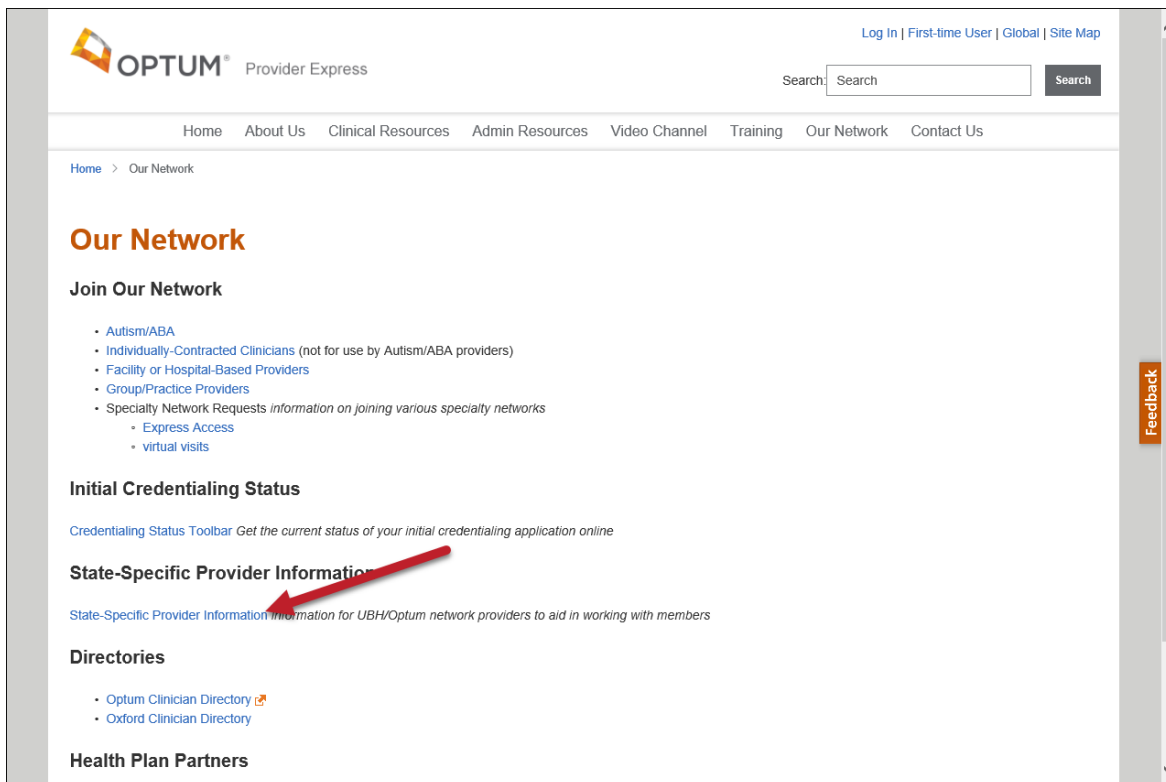 Log In | First-time User | Global | Site Map
OPTUM® Provider Express
Search: Search Search
Home About Us Clinical Resources Admin Resources Video Channel Training Our Network Contact Us
Home > Our Network
Our Network
Join Our Network
• Autism/ABA
• Individually-Contracted Clinicians (not for use by Autism/ABA providers)
• Facility or Hospital-Based Providers
• Group/Practice Providers
• Specialty Network Requests information on joining various specialty networks
Express Access
virtual visits
Feedback
Initial Credentialing Status
Credentialing Status Toolbar Get the current status of your initial credentialing application online
State-Specific Provider Information
State-Specific Provider Information information for UBH/Optum network providers to aid in working with members
Directories
• Optum Clinician Directory
• Oxford Clinician Directory
Health Plan Partners